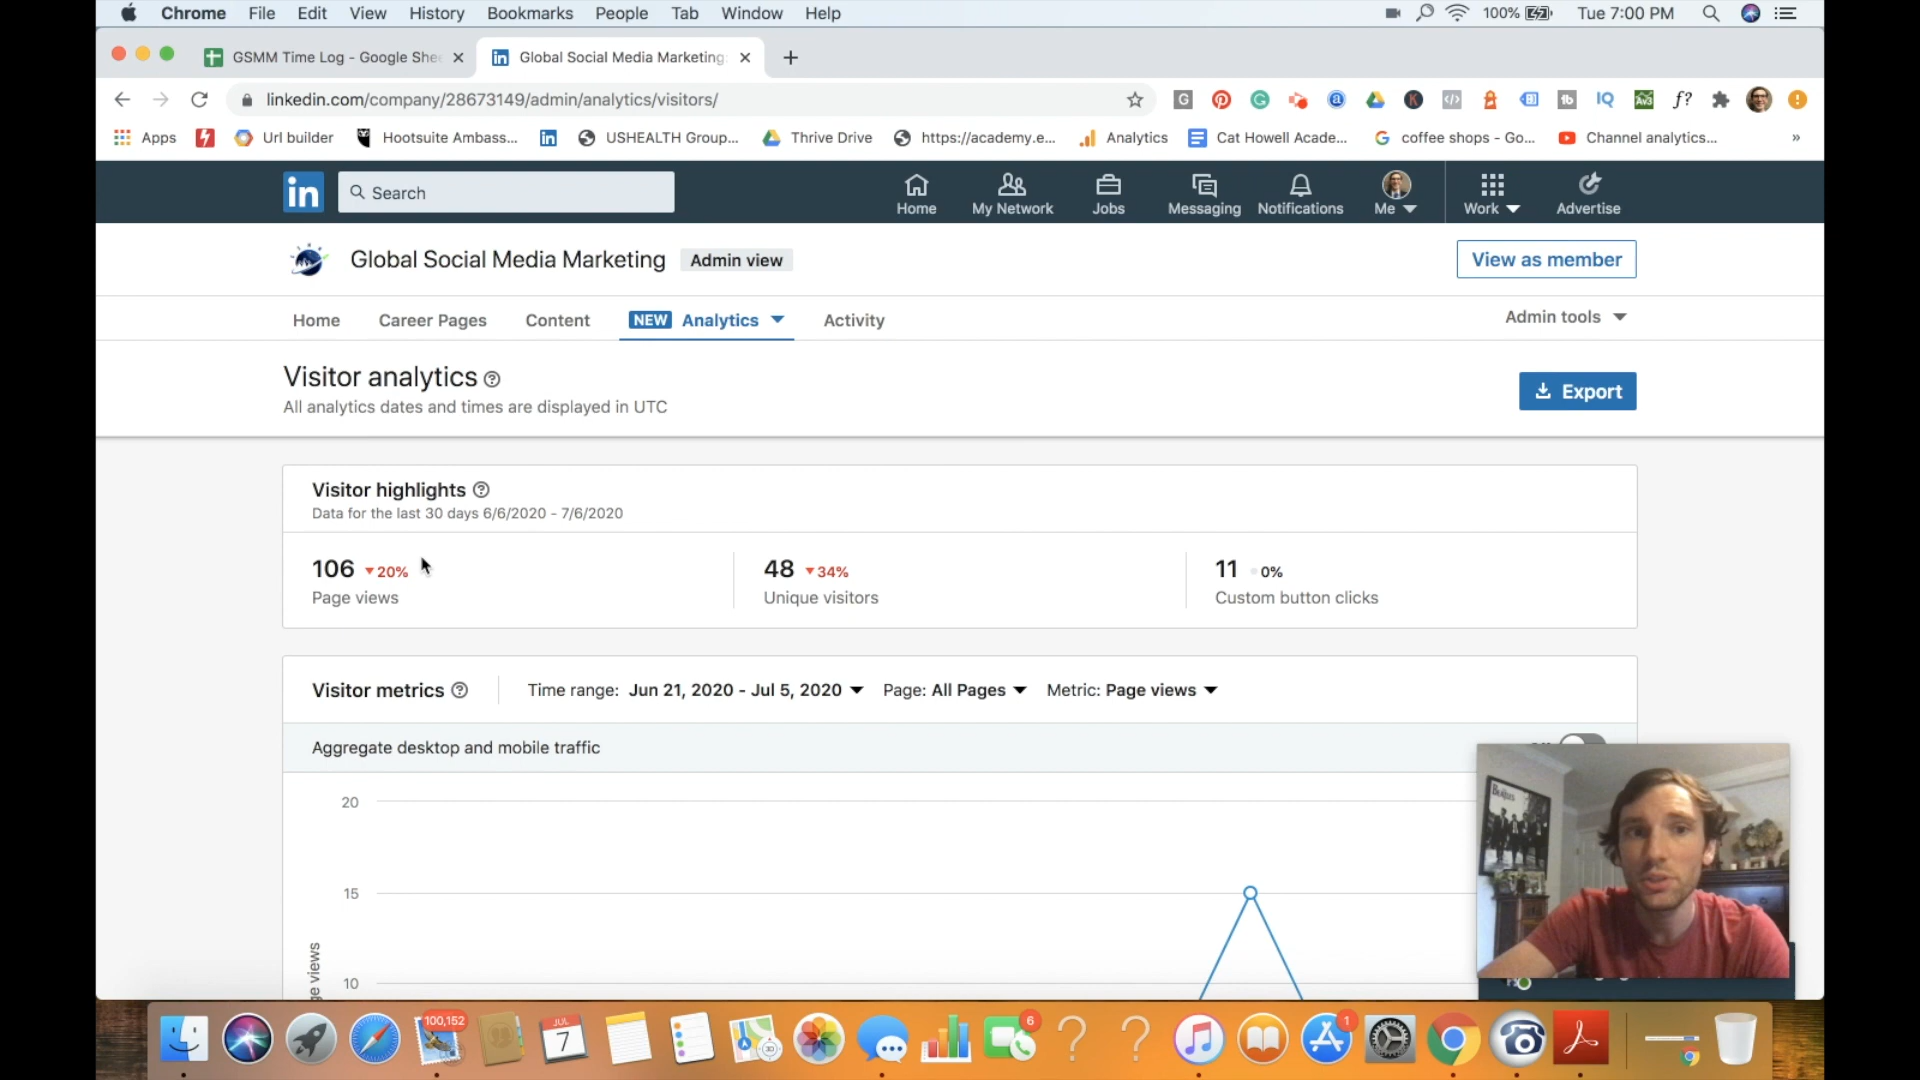 Chrome File Edit View History Bookmarks People Tab Window Help 100% Tue 7:00 PM
GSMM Time Log - Google Shee Global Social Media Marketing:
linkedin.com/company/28673149/admin/analytics/visitors/
Apps Url builder Hootsuite Ambass... USHEALTH Group... Thrive Drive https://academy.e... Analytics Cat Howell Acade... coffee shops - Go... Channel analytics... »
in Search Home My Network Jobs Messaging Notifications Me Work Advertise
Global Social Media Marketing Admin view View as member
Home Career Pages Content NEW Analytics Activity Admin tools
Visitor analytics
All analytics dates and times are displayed in UTC
Export
Visitor highlights
Data for the last 30 days 6/6/2020 - 7/6/2020
106 20% 48 34% 11 0%
Page views Unique visitors Custom button clicks
Visitor metrics Time range: Jun 21, 2020 - Jul 5, 2020 Page: All Pages Metric: Page views
Aggregate desktop and mobile traffic
20
15
10
Beatles
100,152
JUL
7
6
1